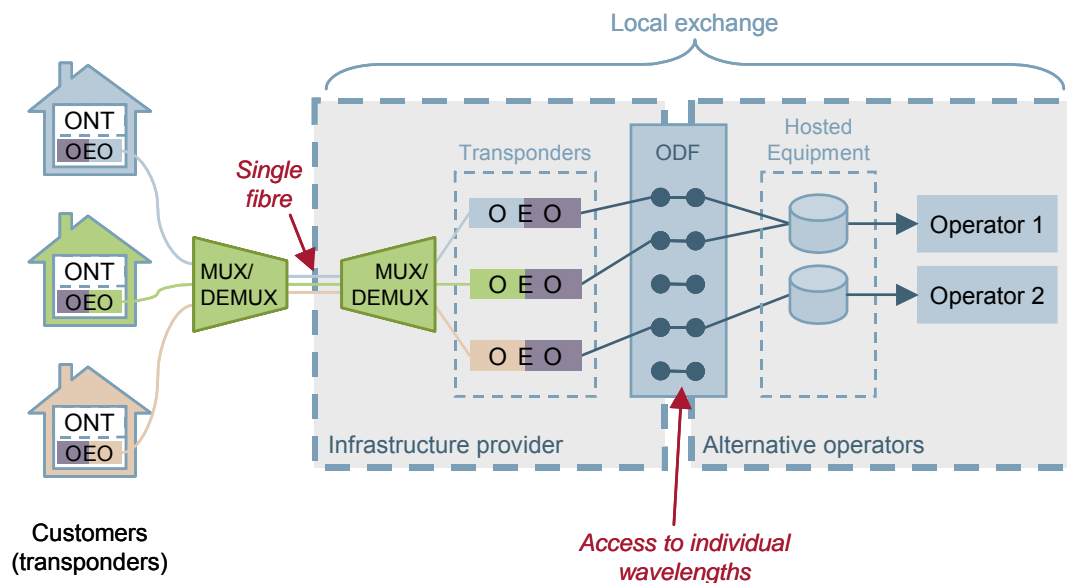 Local exchange
ONT
OEO
Single
fibre
Transponders
ODF
Hosted
Equipment
O E O
Operator 1
ONT
OEO
MUX/
DEMUX
MUX/
DEMUX
O E O
Operator 2
O E O
ONT
OEO
Infrastructure provider
Alternative operators
Customers
(transponders)
Access to individual
wavelengths